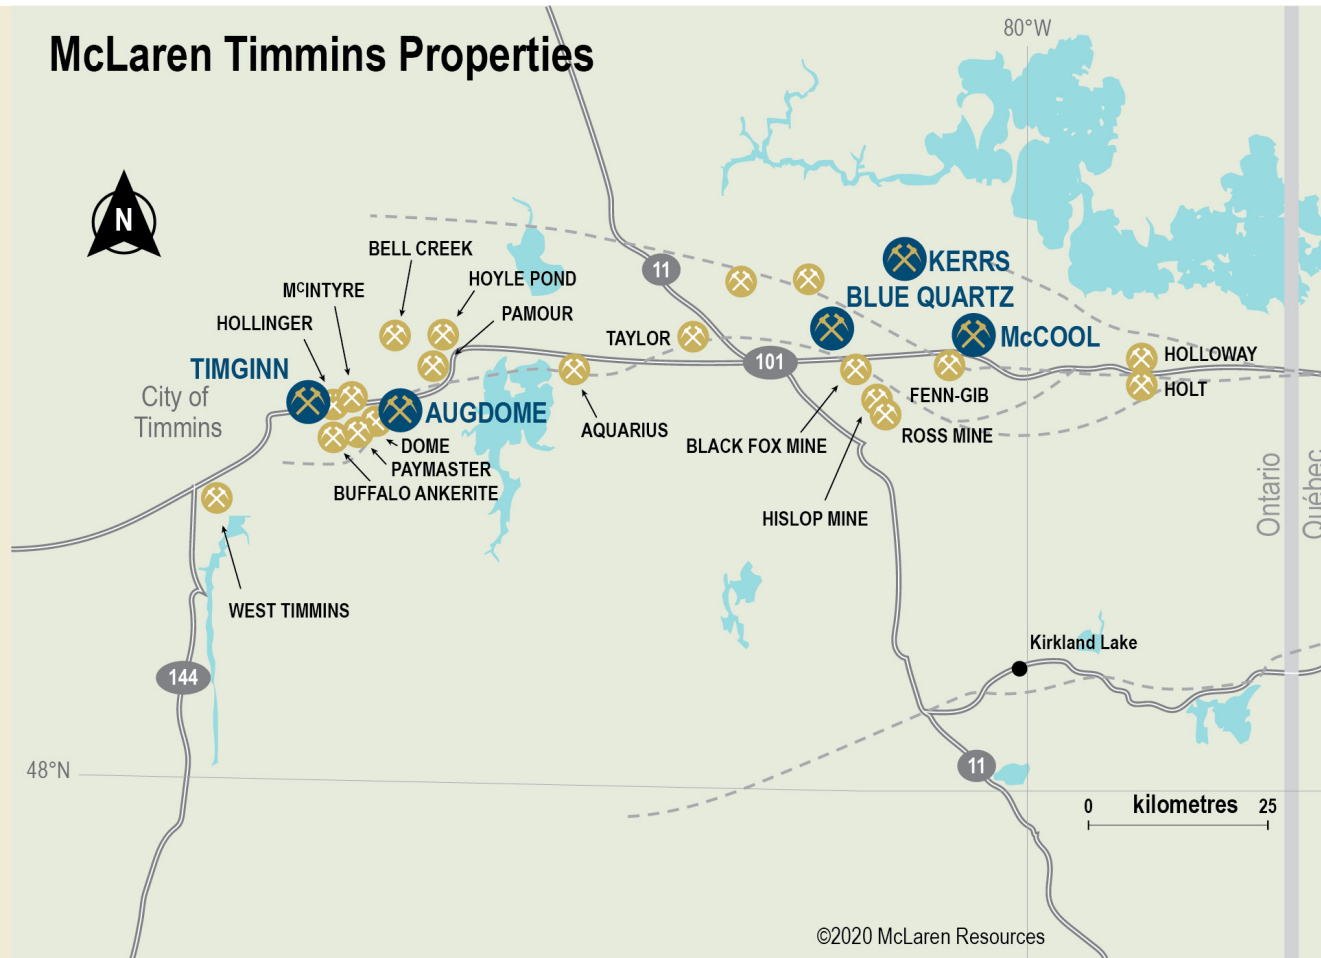 McLaren Timmins Properties
80°W
N
BELL CREEK
HOYLE POND
McINTYRE
PAMOUR
HOLLINGER
TIMGINN
City of
Timmins
AUGDOME
DOME
PAYMASTER
BUFFALO ANKERITE
WEST TIMMINS
144
48°N
11
KERRS
BLUE QUARTZ
TAYLOR
McCOOL
101
HOLLOWAY
HOLT
FENN-GIB
AQUARIUS
BLACK FOX MINE
ROSS MINE
HISLOP MINE
Ontario
Québec
Kirkland Lake
11
0 kilometres 25
©2020 McLaren Resources